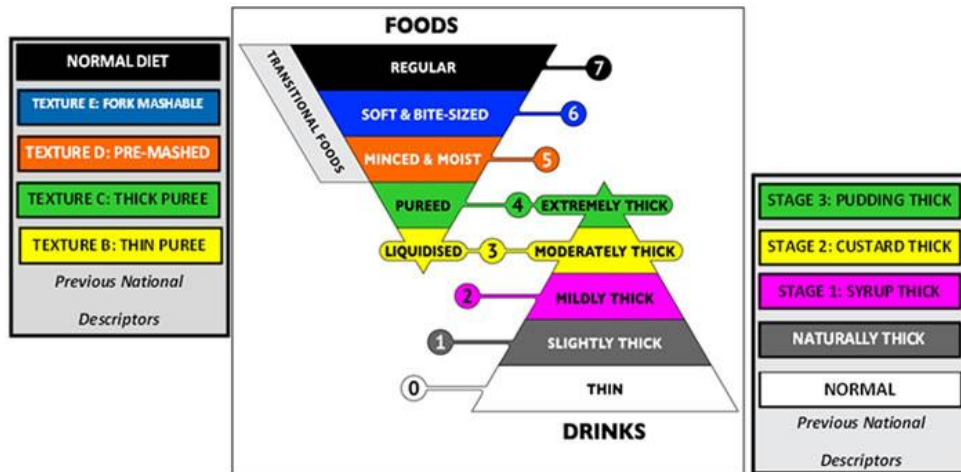 FOODS
NORMAL DIET
TEXTURE E: FORK MASHABLE
TEXTURE D: PRE-MASHED
TEXTURE C: THICK PUREE
TEXTURE B: THIN PUREE
Previous National
Descriptors
TRANSITIONAL FOODS
REGULAR 7
SOFT & BITE-SIZED 6
MINCED & MOIST 5
PUREED 4 EXTREMELY THICK
LIQUIDISED 3 MODERATELY THICK
2 MILDLY THICK
1 SLIGHTLY THICK
0 THIN
DRINKS
STAGE 3: PUDDING THICK
STAGE 2: CUSTARD THICK
STAGE 1: SYRUP THICK
NATURALLY THICK
NORMAL
Previous National
Descriptors